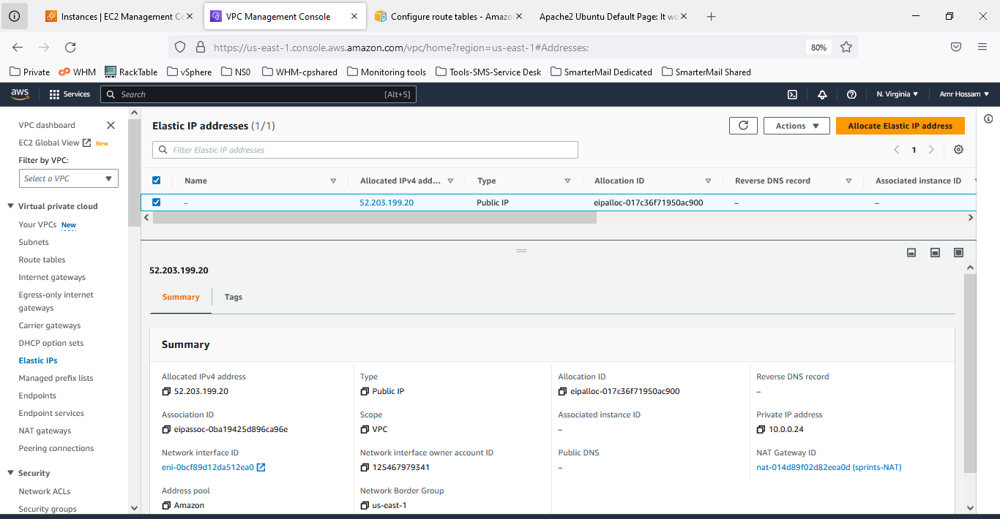 Instances | EC2 Management Co
VPC Management Console
Configure route tables - Amazo
Apache2 Ubuntu Default Page: It wo
https://us-east-1.console.aws.amazon.com/vpc/home?region=us-east-1#Addresses:
80%
Private
WHM
RackTable
vSphere
NS0
WHM-cpshared
Monitoring tools
Tools-SMS-Service Desk
SmarterMail Dedicated
SmarterMail Shared
aws
Services
Search
[Alt+S]
N. Virginia
Amr Hossam
VPC dashboard
EC2 Global View New
Filter by VPC:
Select a VPC
Virtual private cloud
Your VPCs New
Subnets
Route tables
Internet gateways
Egress-only internet
gateways
Carrier gateways
DHCP option sets
Elastic IPs
Managed prefix lists
Endpoints
Endpoint services
NAT gateways
Peering connections
Security
Network ACLs
Security groups
Elastic IP addresses (1/1)
Actions
Allocate Elastic IP address
Filter Elastic IP addresses
1
Name
Allocated IPv4 add...
Type
Allocation ID
Reverse DNS record
Associated instance ID
–
52.203.199.20
Public IP
eipalloc-017c36f71950ac900
–
–
52.203.199.20
Summary
Tags
Summary
Allocated IPv4 address
52.203.199.20
Type
Public IP
Allocation ID
eipalloc-017c36f71950ac900
Reverse DNS record
–
Association ID
eipassoc-0ba19425d896ca96e
Scope
VPC
Associated instance ID
–
Private IP address
10.0.0.24
Network interface ID
eni-0bcf89d12da512ea0
Network interface owner account ID
125467979341
Public DNS
–
NAT Gateway ID
nat-014d89f02d82eea0d (sprints-NAT)
Address pool
Amazon
Network Border Group
us-east-1